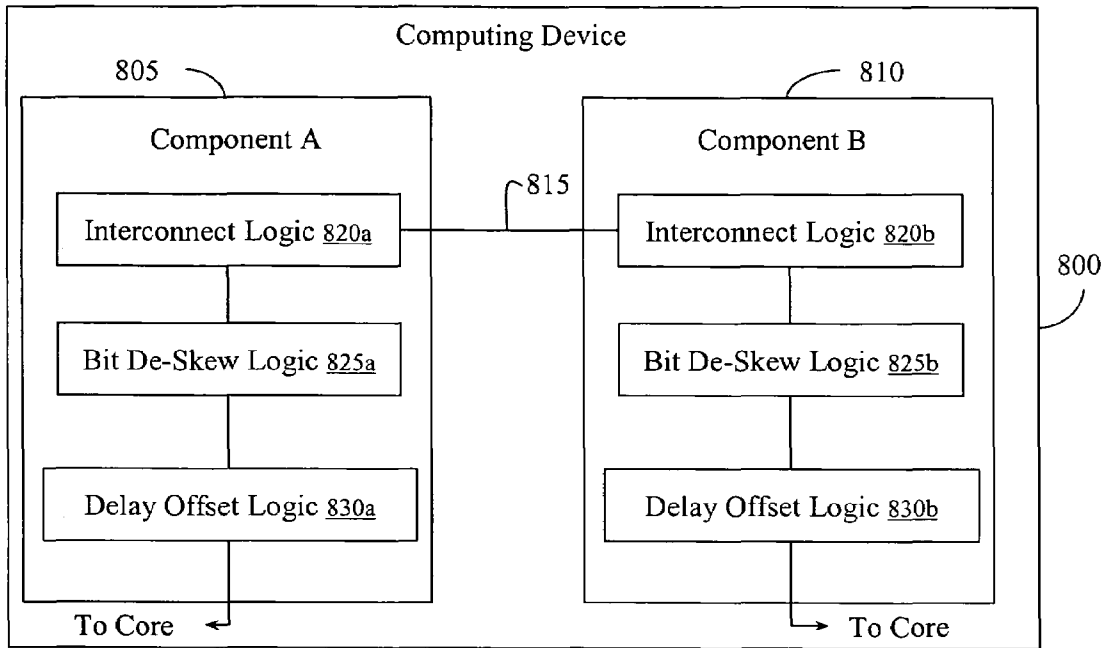 Computing Device
805
810
Component A
Component B
815
Interconnect Logic 820a
Interconnect Logic 820b
800
Bit De-Skew Logic 825a
Bit De-Skew Logic 825b
Delay Offset Logic 830a
Delay Offset Logic 830b
To Core
To Core